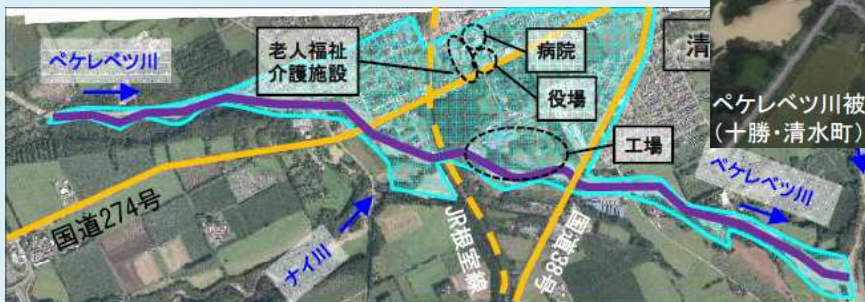 ペケレベツ川
老人福祉
介護施設
病院
役場
清
工場
ペケレベツ川被
(十勝・清水町)
ペケレベツ川
国道274号
ナイ川
JR根室線
国道38号